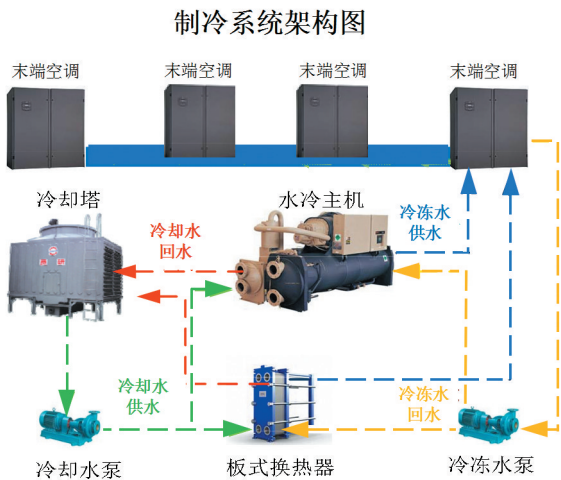 制冷系统架构图
末端空调
末端空调
末端空调
末端空调
冷却塔
水冷主机
冷冻水
供水
冷却水
回水
冷却水
供水
冷冻水
回水
冷却水泵
板式换热器
冷冻水泵